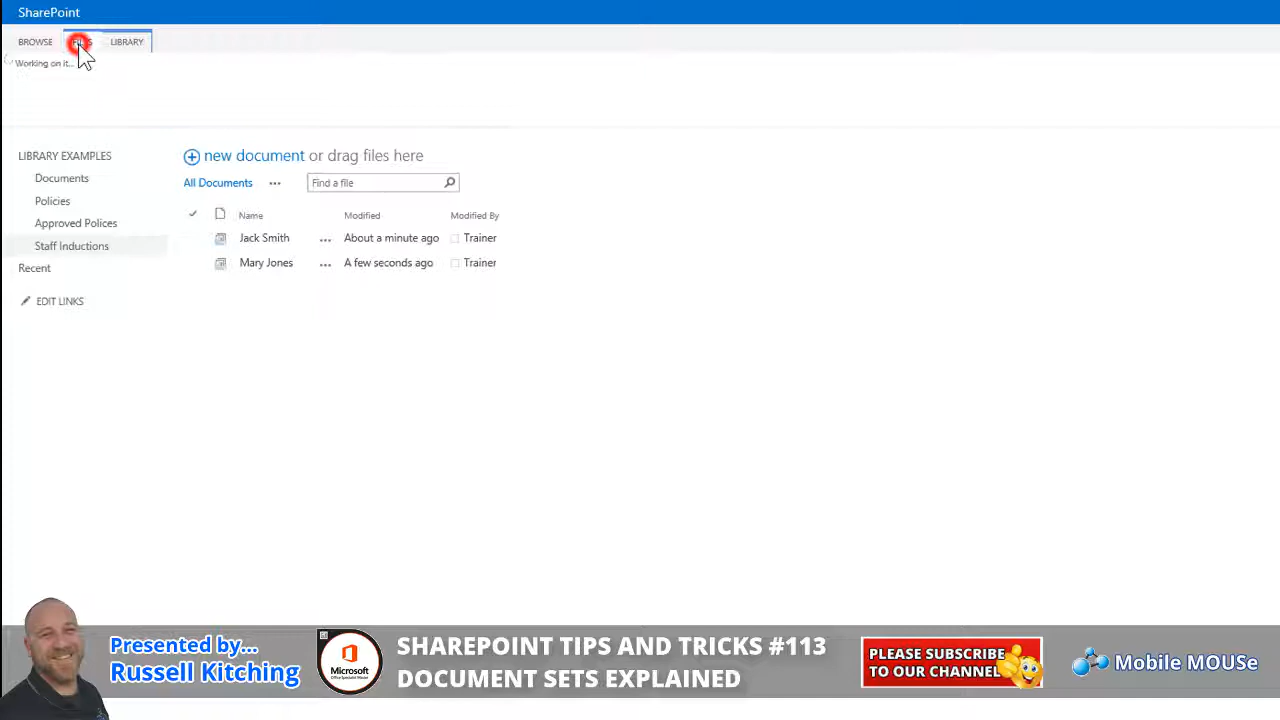 SharePoint
BROWSE
LIBRARY
Working on it...
LIBRARY EXAMPLES
Documents
Policies
Approved Polices
Staff Inductions
Recent
EDIT LINKS
new document or drag files here
All Documents ... Find a file
Name Modified Modified By
Jack Smith ... About a minute ago Trainer
Mary Jones ... A few seconds ago Trainer
Presented by...
Russell Kitching
Microsoft
Office Specialist Master
SHAREPOINT TIPS AND TRICKS #113
DOCUMENT SETS EXPLAINED
PLEASE SUBSCRIBE
TO OUR CHANNEL
Mobile MOUSe